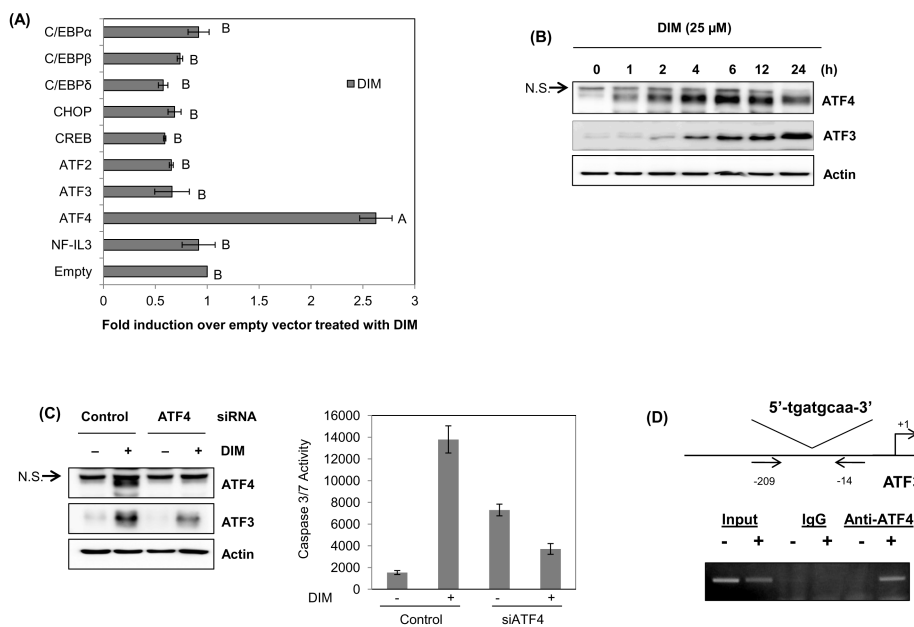 (A)
C/EBPα
B
C/EBPβ
B
C/EBPδ
B
DIM
CHOP
B
CREB
B
ATF2
B
ATF3
B
ATF4
A
NF-IL3
B
Empty
B
0 0.5 1 1.5 2 2.5 3
Fold induction over empty vector treated with DIM
(B)
DIM (25 μM)
0 1 2 4 6 12 24 (h)
N.S.
ATF4
ATF3
Actin
(C)
Control ATF4 siRNA
– + – + DIM
N.S.
ATF4
ATF3
Actin
16000
14000
12000
10000
8000
6000
4000
2000
0
Caspase 3/7 Activity
DIM - + - +
Control siATF4
(D)
5’-tgatgcaa-3’
+1
-209 -14 ATF3
Input IgG Anti-ATF4
- + - + - +